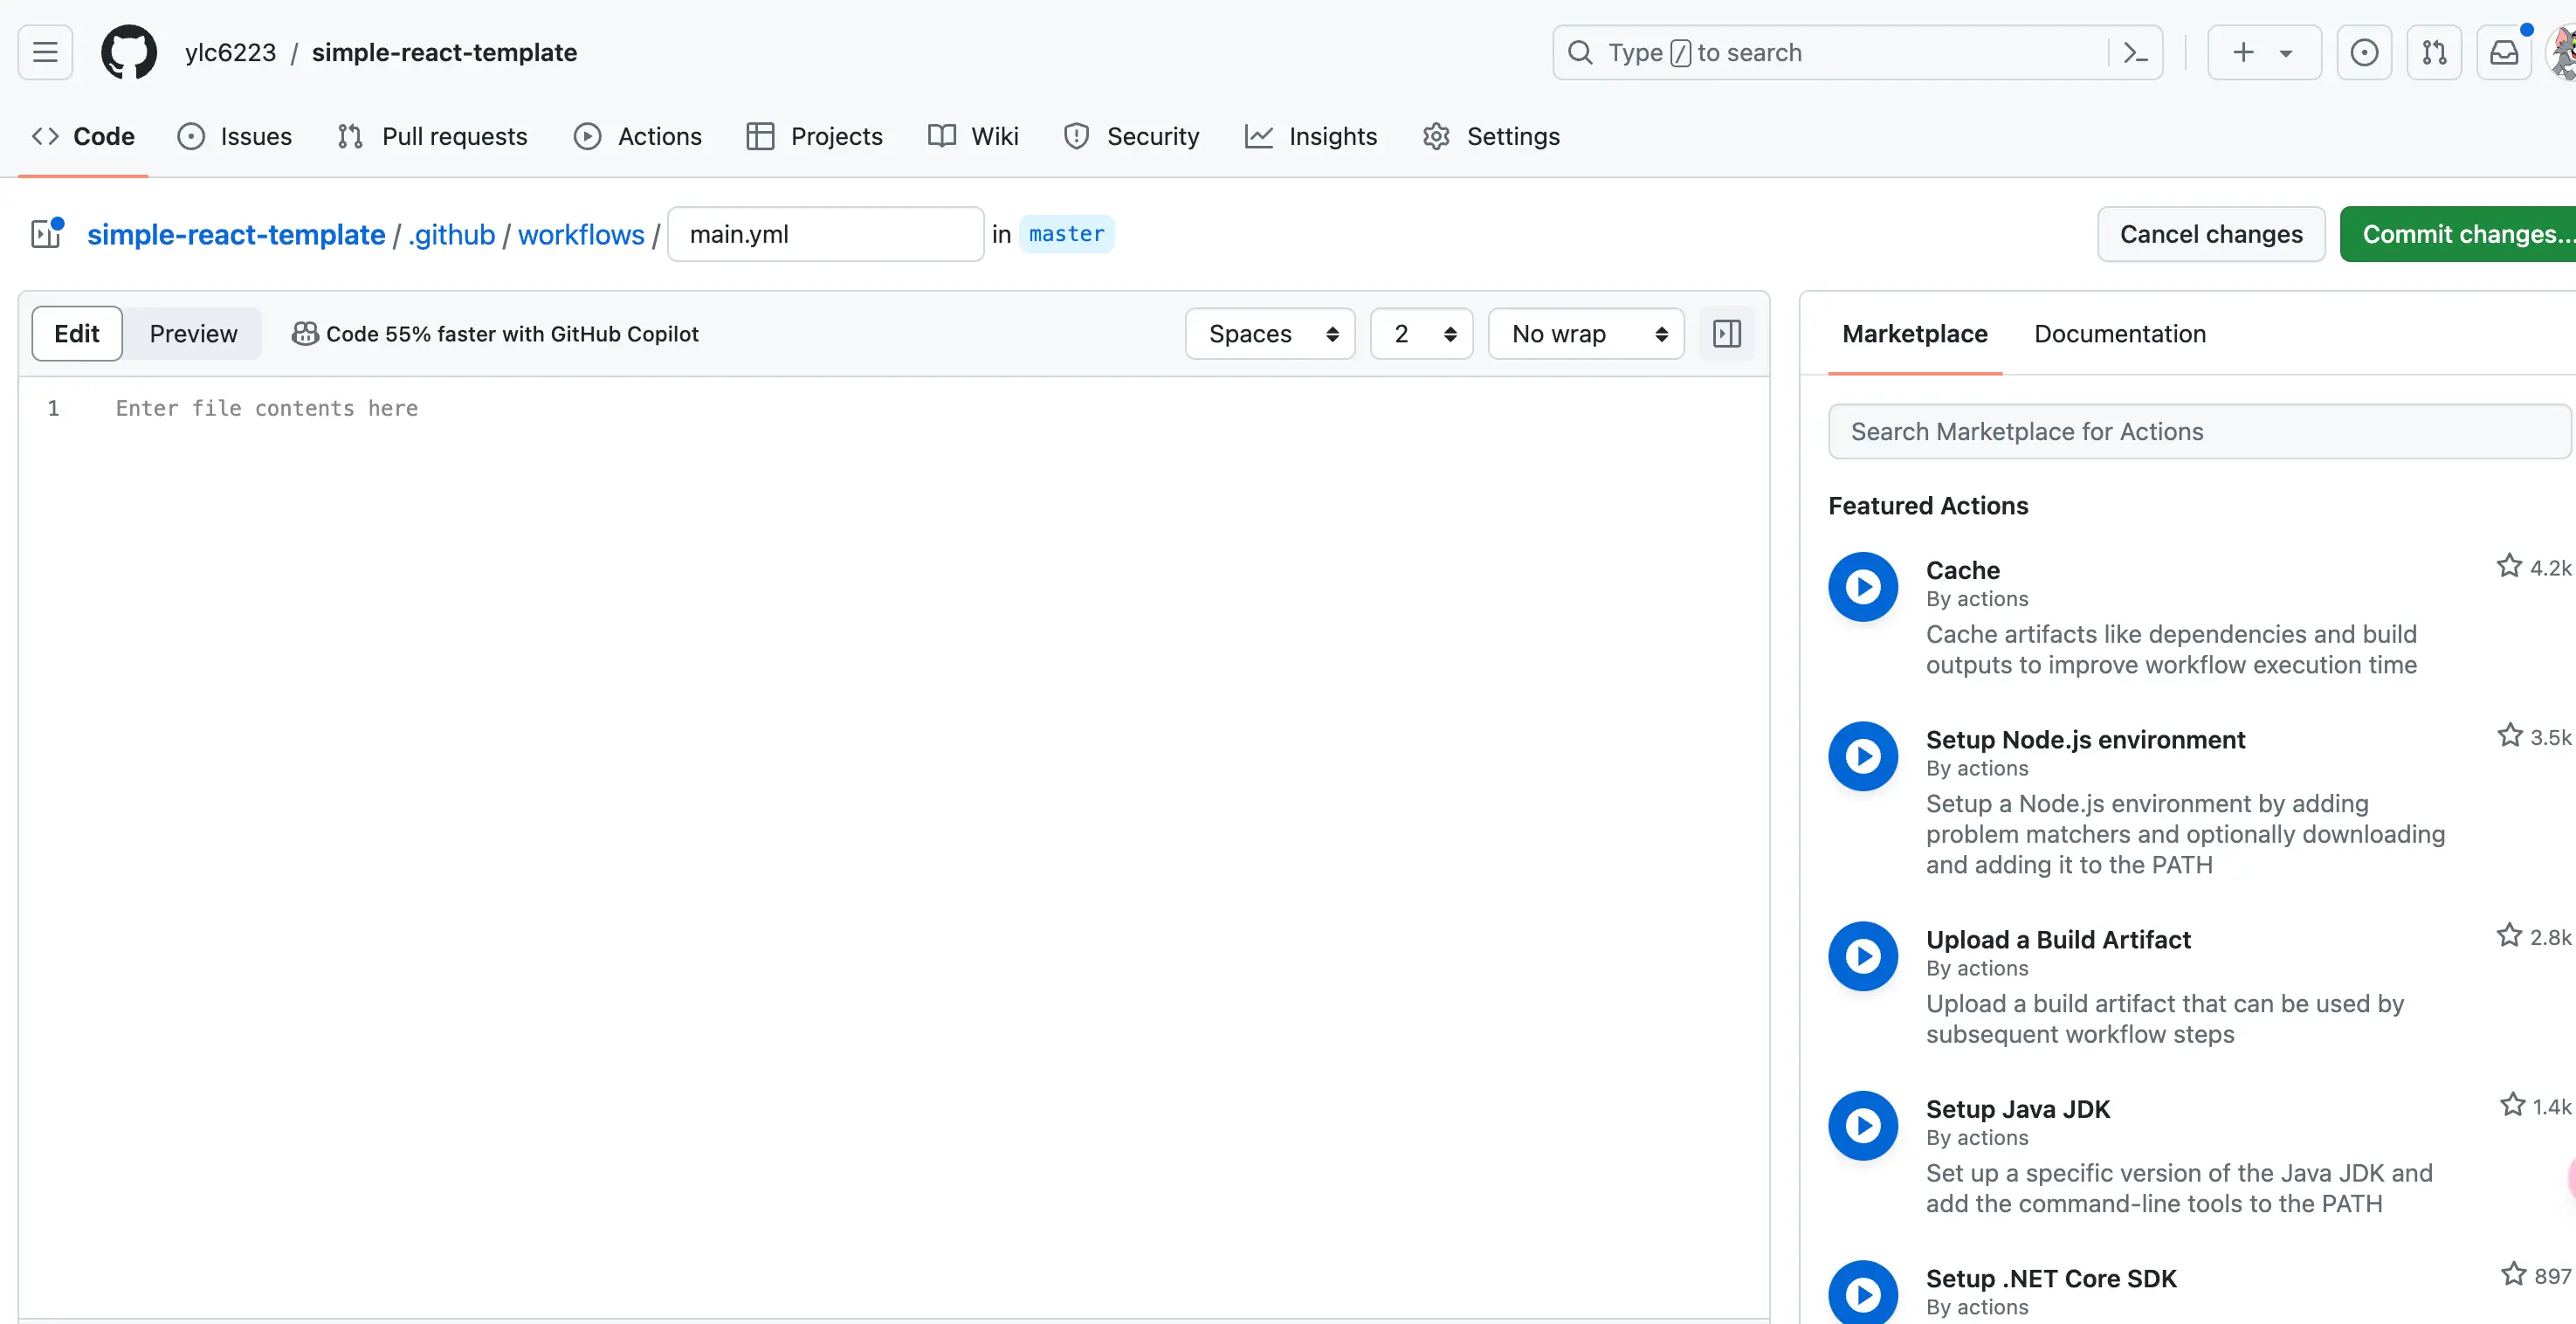 ylc6223 / simple-react-template
Type / to search
Code Issues Pull requests Actions Projects Wiki Security Insights Settings
simple-react-template / .github / workflows / main.yml in master
Cancel changes Commit changes...
Edit Preview Code 55% faster with GitHub Copilot Spaces 2 No wrap
1 Enter file contents here
Marketplace Documentation
Search Marketplace for Actions
Featured Actions
Cache 4.2k
By actions
Cache artifacts like dependencies and build
outputs to improve workflow execution time
Setup Node.js environment 3.5k
By actions
Setup a Node.js environment by adding
problem matchers and optionally downloading
and adding it to the PATH
Upload a Build Artifact 2.8k
By actions
Upload a build artifact that can be used by
subsequent workflow steps
Setup Java JDK 1.4k
By actions
Set up a specific version of the Java JDK and
add the command-line tools to the PATH
Setup .NET Core SDK 897
By actions